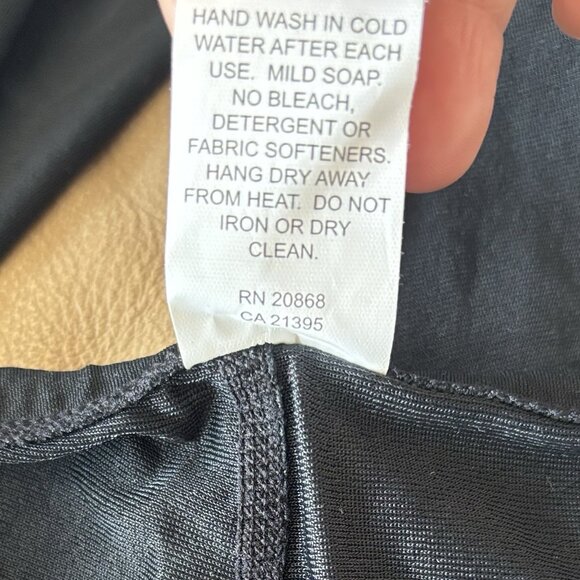 HAND WASH IN COLD
WATER AFTER EACH
USE. MILD SOAP.
NO BLEACH,
DETERGENT OR
FABRIC SOFTENERS.
HANG DRY AWAY
FROM HEAT. DO NOT
IRON OR DRY
CLEAN.
RN 20868
CA 21395